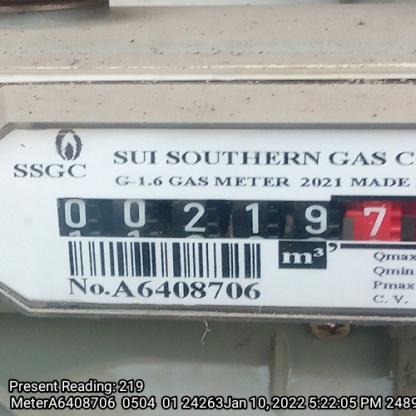 SSGC
SUI SOUTHERN GAS C
G-1.6 GAS METER 2021 MADE
0 0 2 1 9 7
m³
Qmax
Qmin
Pmax
C. V.
No.A6408706
Present Reading: 219
MeterA6408706 0504 01 24263Jan 10, 2022 5:22:05 PM 2489